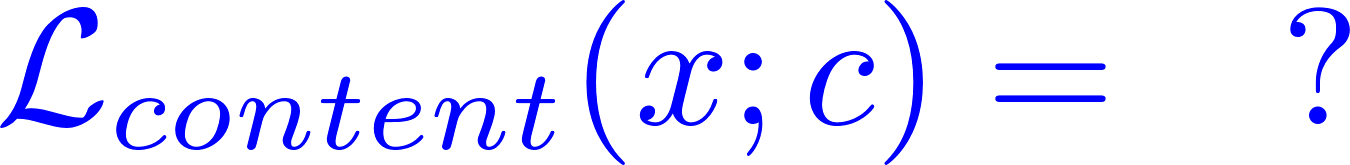 ℒ_{content}(x; c) = ?